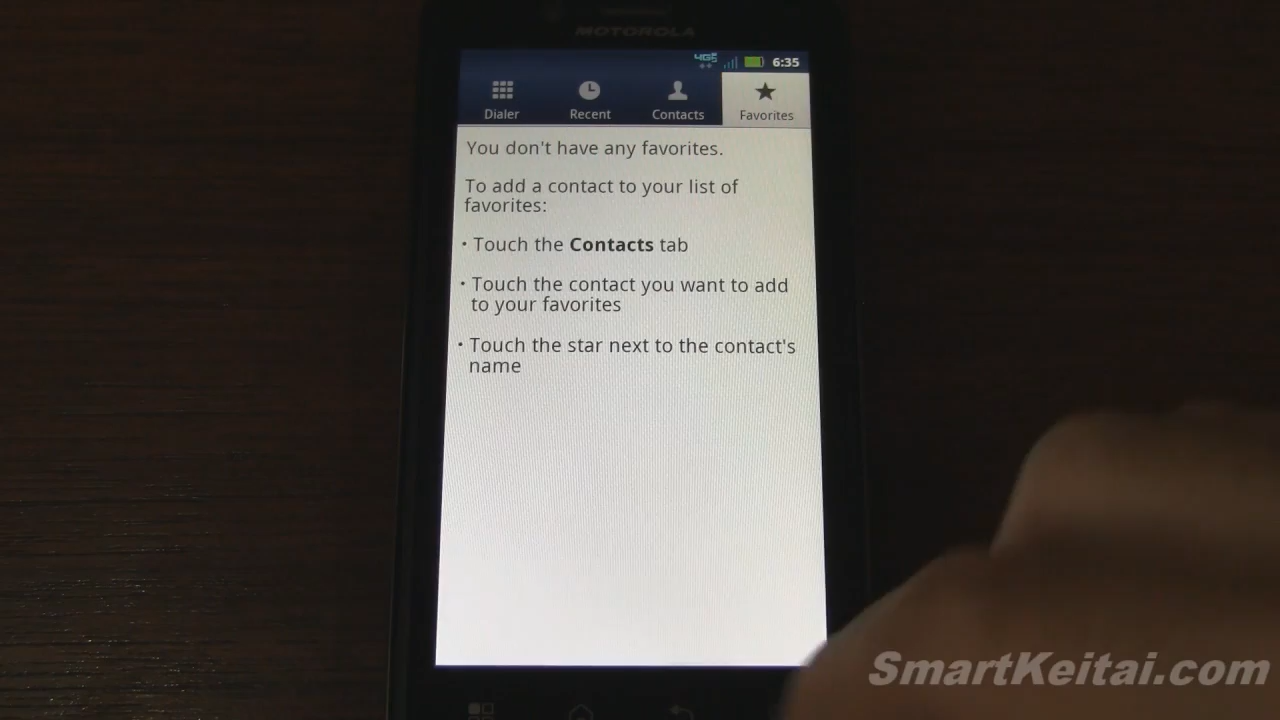 MOTOROLA
4G
6:35
Dialer
Recent
Contacts
Favorites
You don't have any favorites.
To add a contact to your list of
favorites:
• Touch the Contacts tab
• Touch the contact you want to add
to your favorites
• Touch the star next to the contact's
name
SmartKeitai.com